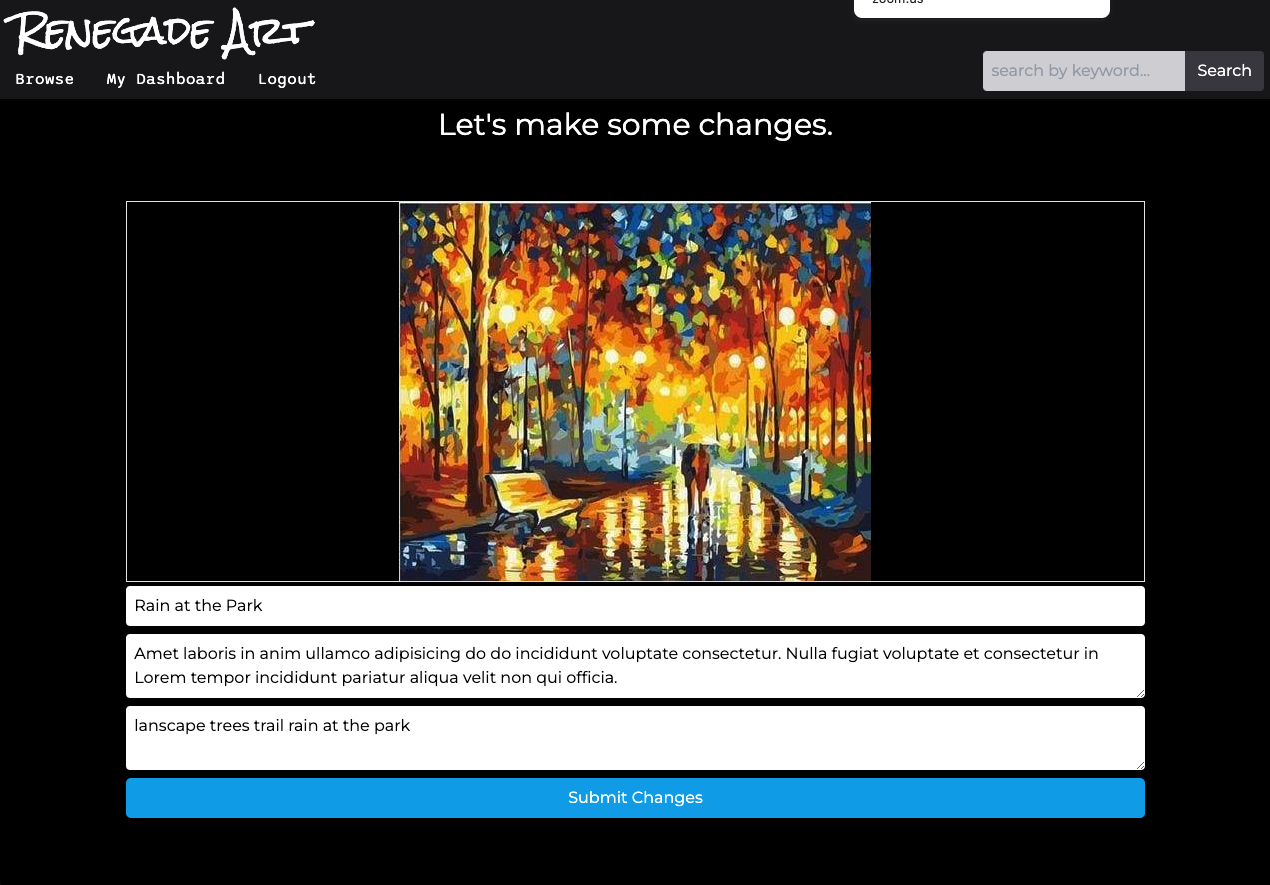 zoom.us
Renegade Art
Browse My Dashboard Logout
search by keyword... Search
Let's make some changes.
Rain at the Park
Amet laboris in anim ullamco adipisicing do do incididunt voluptate consectetur. Nulla fugiat voluptate et consectetur in
Lorem tempor incididunt pariatur aliqua velit non qui officia.
lanscape trees trail rain at the park
Submit Changes